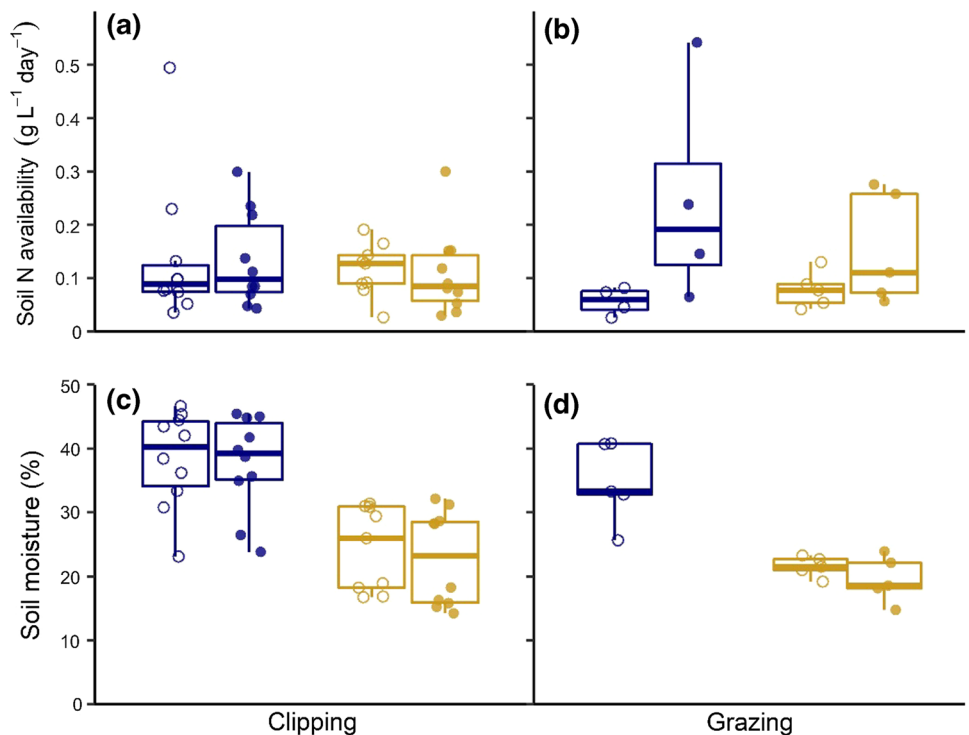 (a)
(b)
Soil N availability (g L⁻¹ day⁻¹)
0.5
0.4
0.3
0.2
0.1
0
(c)
(d)
Soil moisture (%)
50
40
30
20
10
0
Clipping
Grazing